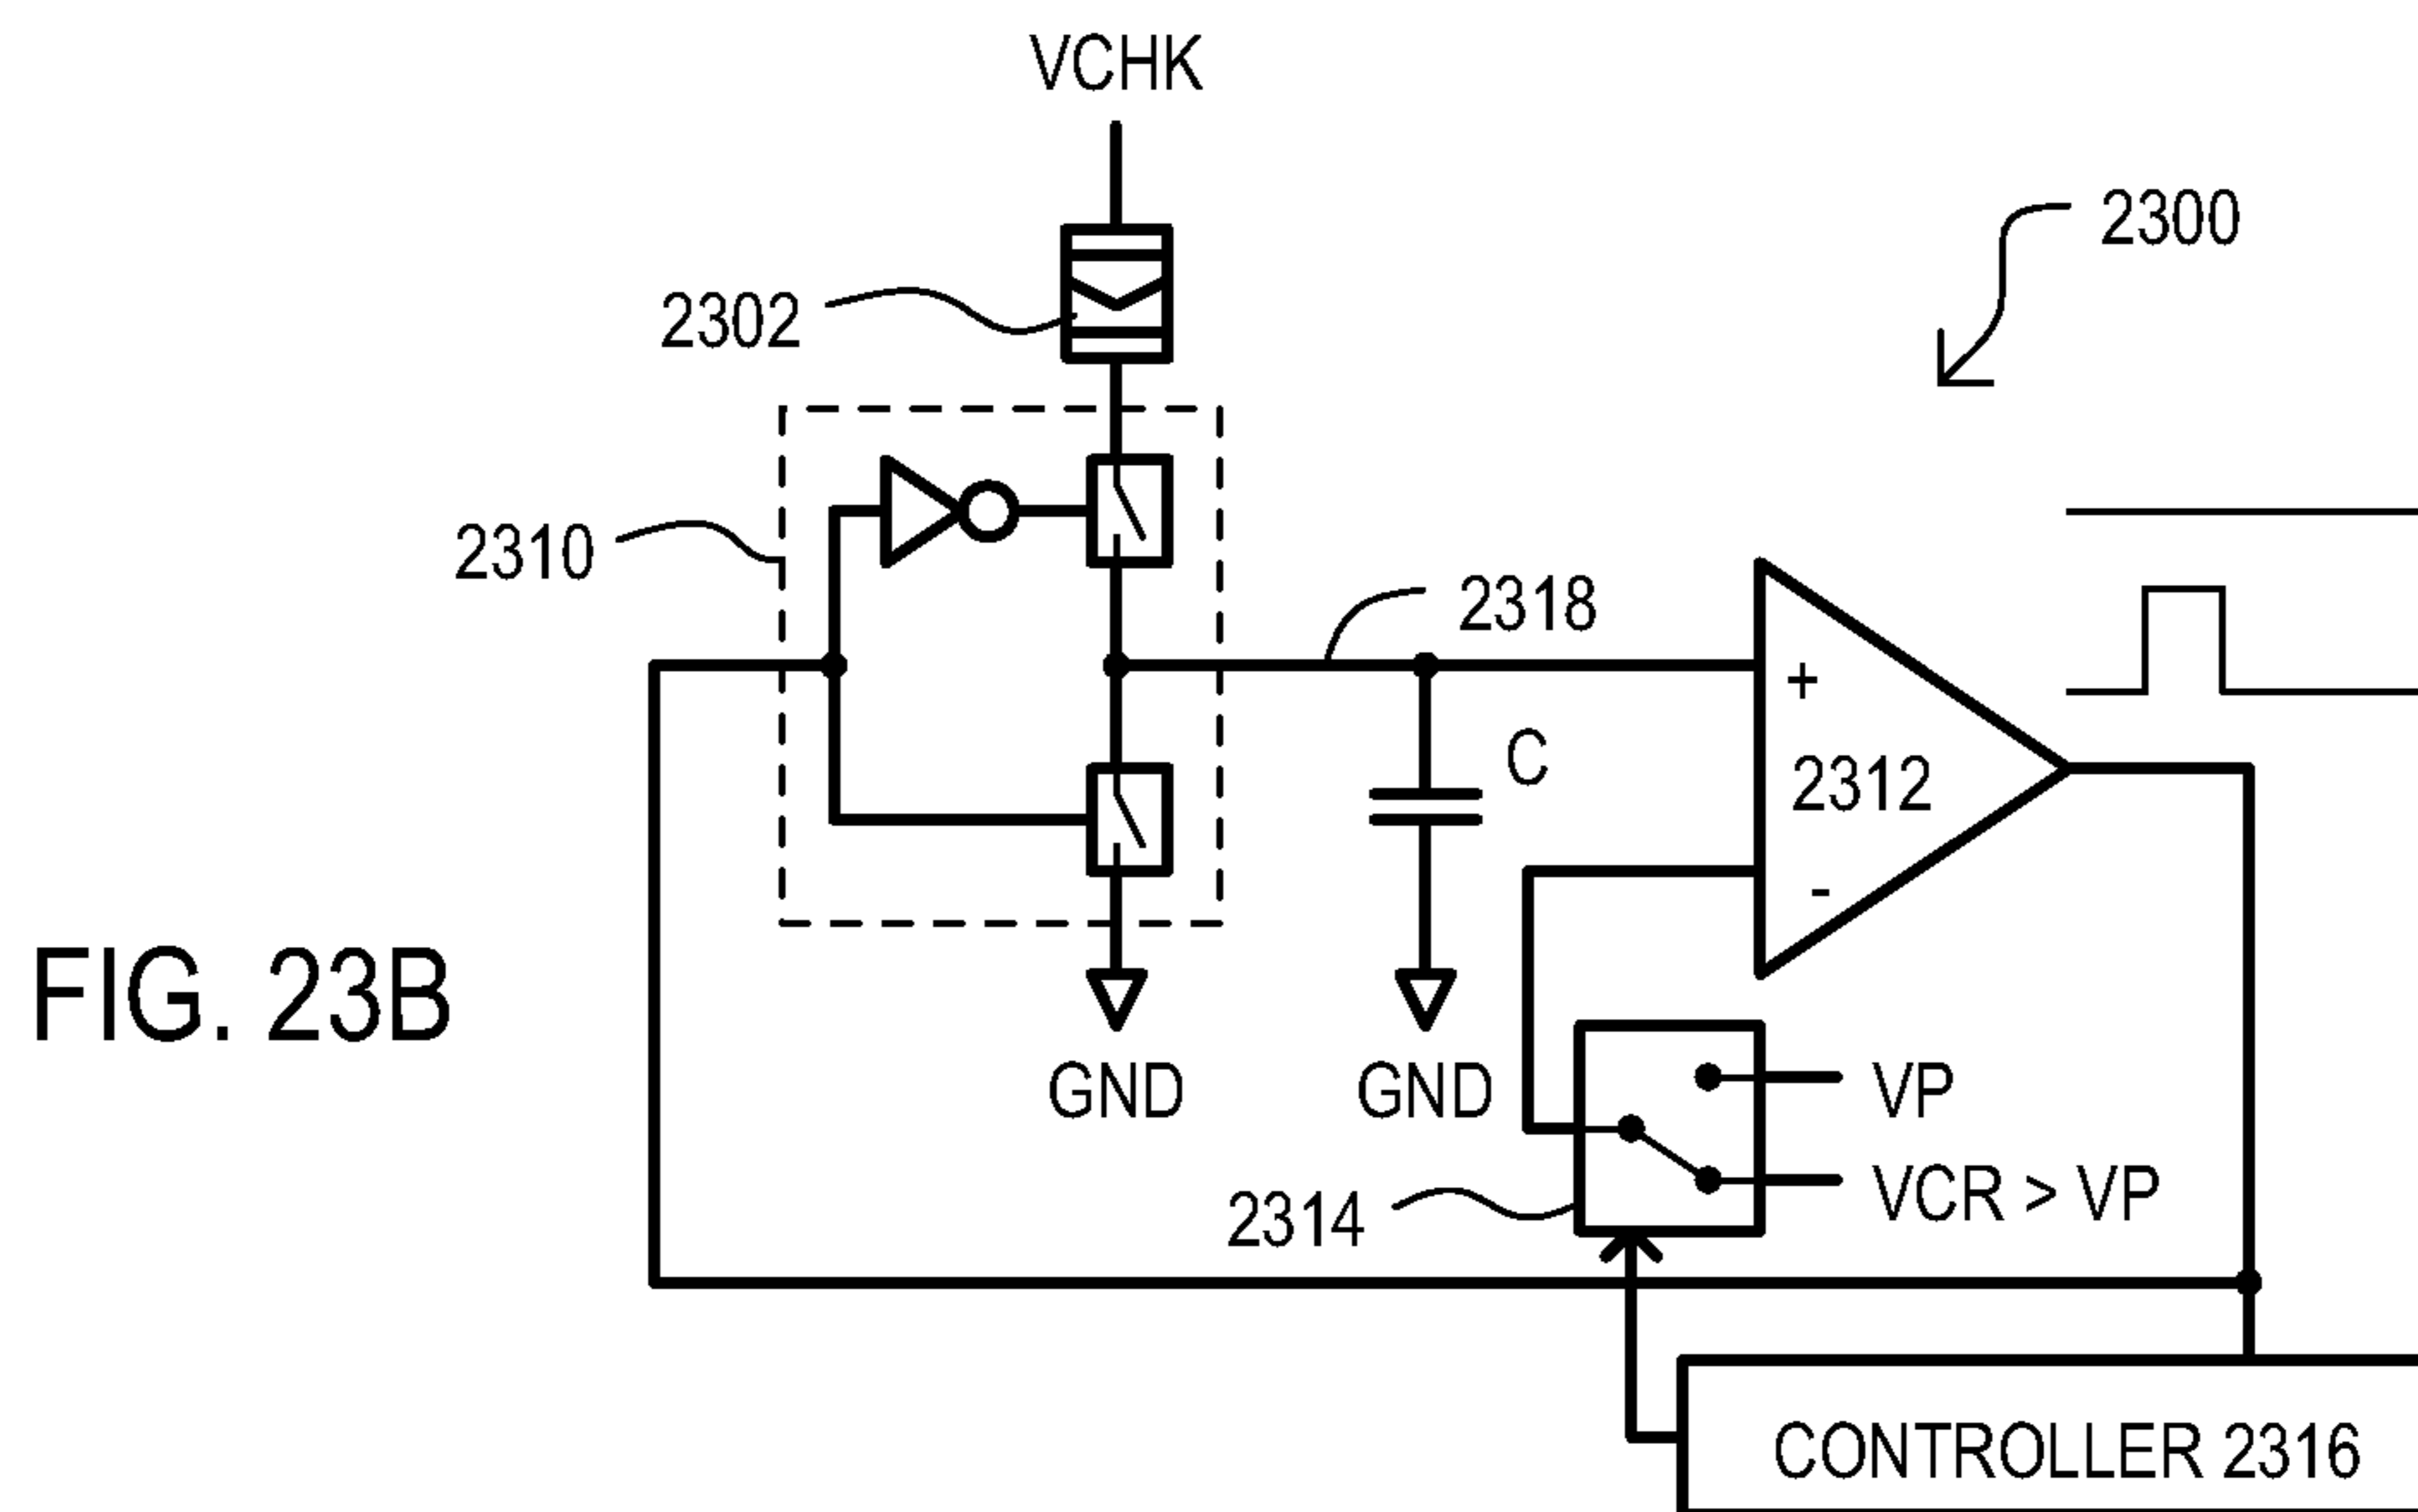 VCHK
2300
2302
2310
2318
+
C
2312
-
FIG. 23B
GND
GND
VP
VCR > VP
2314
CONTROLLER 2316